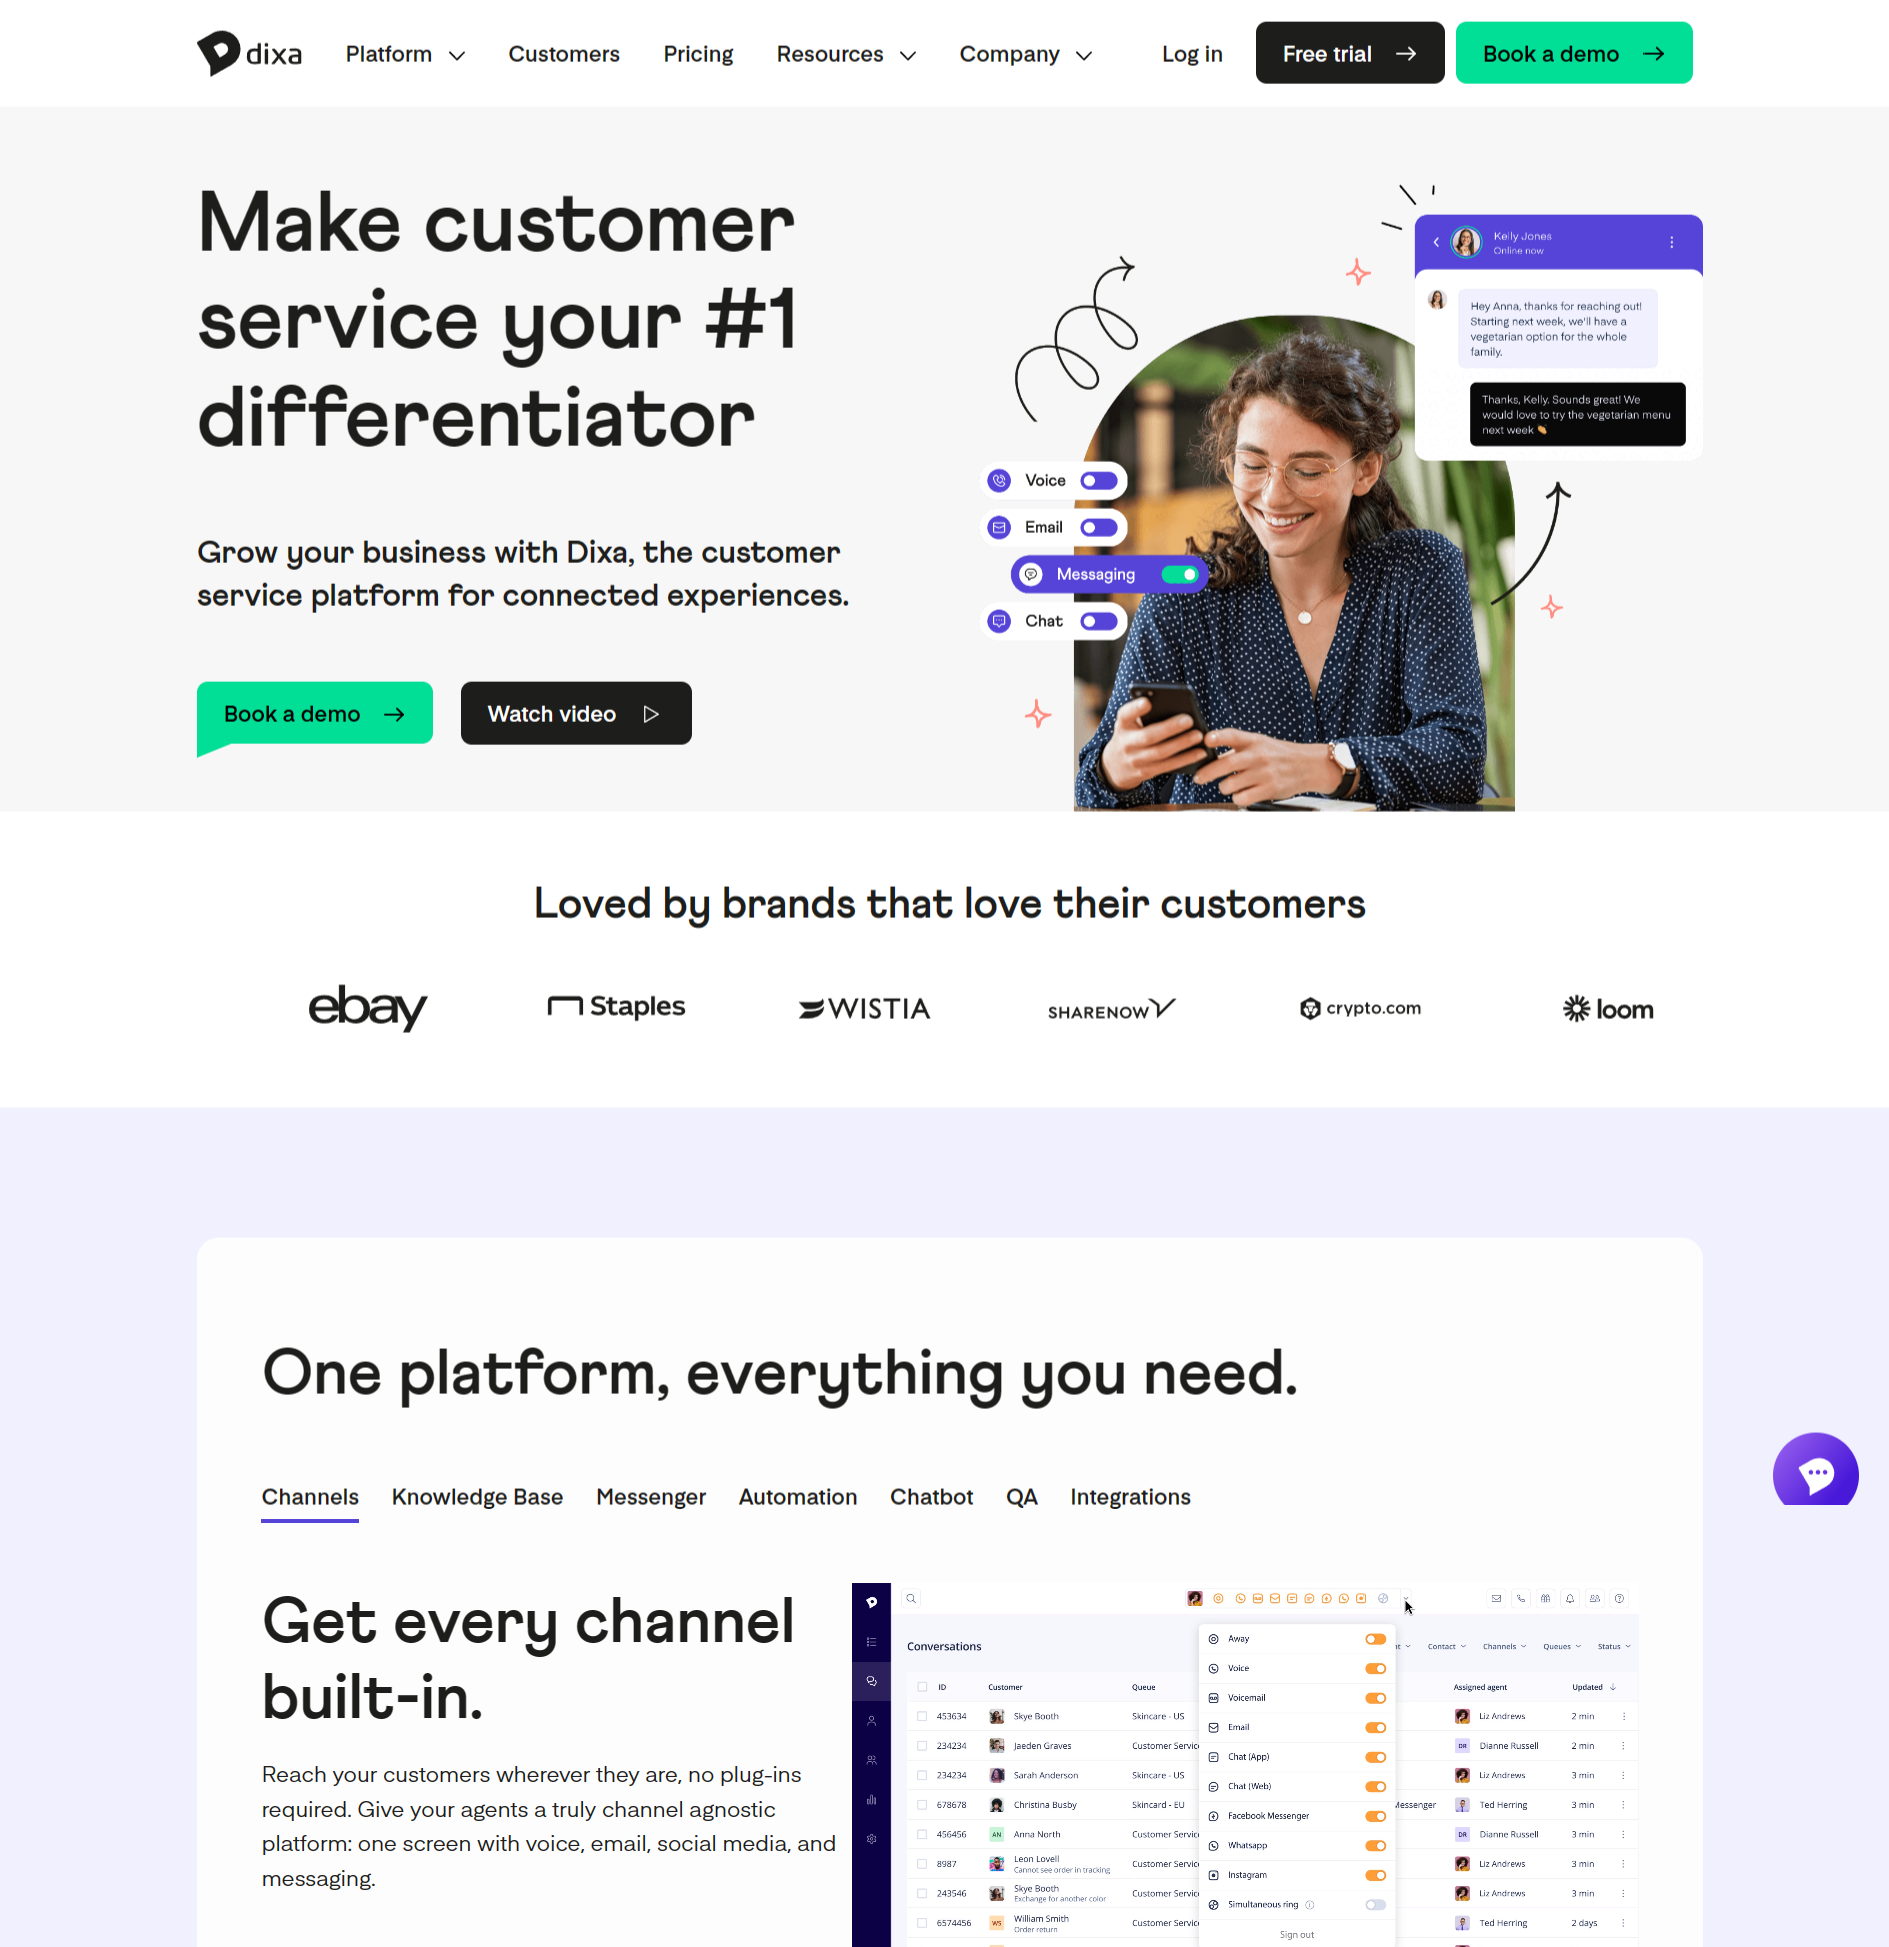 dixa
Platform
Customers
Pricing
Resources
Company
Log in
Free trial
Book a demo
Make customer
service your #1
differentiator
Grow your business with Dixa, the customer
service platform for connected experiences.
Book a demo
Watch video
Kelly Jones
Online now
Hey Anna, thanks for reaching out!
Starting next week, we'll have a
vegetarian option for the whole
family.
Thanks, Kelly. Sounds great! We
would love to try the vegetarian menu
next week
Voice
Email
Messaging
Chat
Loved by brands that love their customers
ebay
Staples
WISTIA
SHARENOW
crypto.com
loom
One platform, everything you need.
Channels
Knowledge Base
Messenger
Automation
Chatbot
QA
Integrations
Get every channel
built-in.
Reach your customers wherever they are, no plug-ins
required. Give your agents a truly channel agnostic
platform: one screen with voice, email, social media, and
messaging.
Conversations
Contact
Channels
Queues
Status
ID Customer Queue Assigned agent Updated
453634 Skye Booth Skincare - US Liz Andrews 2 min
234234 Jaeden Graves Customer Servic DR Dianne Russell 2 min
234234 Sarah Anderson Skincare - US Liz Andrews 3 min
678678 Christina Busby Skincard - EU Messenger Ted Herring 3 min
456456 AN Anna North Customer Servic DR Dianne Russell 3 min
8987 Leon Lovell Customer Servic Liz Andrews 3 min
Cannot see order in tracking
243546 Skye Booth Customer Servic Liz Andrews 3 min
Exchange for another color
6574456 WS William Smith Customer Servic Ted Herring 2 days
Order return
Away
Voice
Voicemail
Email
Chat (App)
Chat (Web)
Facebook Messenger
Whatsapp
Instagram
Simultaneous ring
Sign out